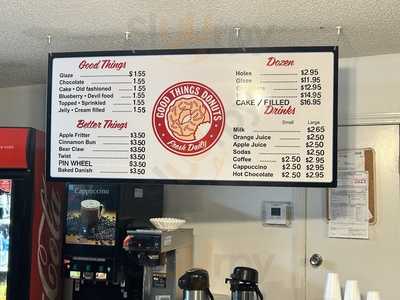 Good Things
Glaze $ 1.55
Chocolate 1.55
Cake • Old fashioned 1.55
Blueberry • Devil food 1.55
Topped • Sprinkled 1.55
Jelly • Cream filled 1.55
Better Things
Apple Fritter $3.50
Cinnamon Bun $3.50
Bear Claw $3.50
Twist $3.50
PIN WHEEL $3.50
Baked Danish $3.50
GOOD THINGS DONUTS
Fresh Daily
Dozen
Holes $2.95
Glaze $11.95
$12.95
$14.95
CAKE / FILLED $16.95
Drinks
Small Large
Milk $2.65
Orange Juice $2.50
Apple Juice $2.50
Sodas $2.50
Coffee $2.50 $2.95
Cappuccino $2.50 $2.95
Hot Chocolate $2.50 $2.95
Cappuccino
Coca-Cola